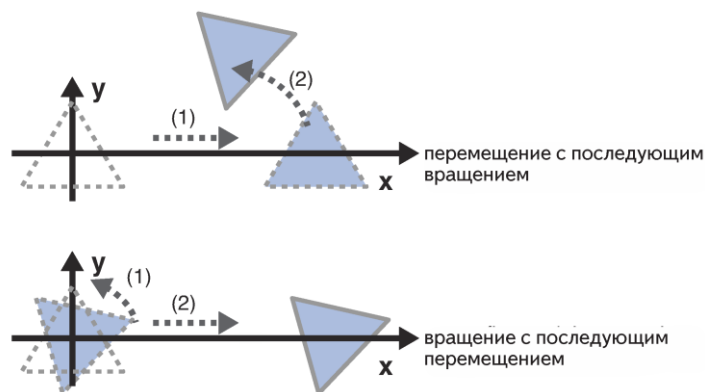 y
(2)
(1)
перемещение с последующим
вращением
x
y
(1)
(2)
вращение с последующим
перемещением
x